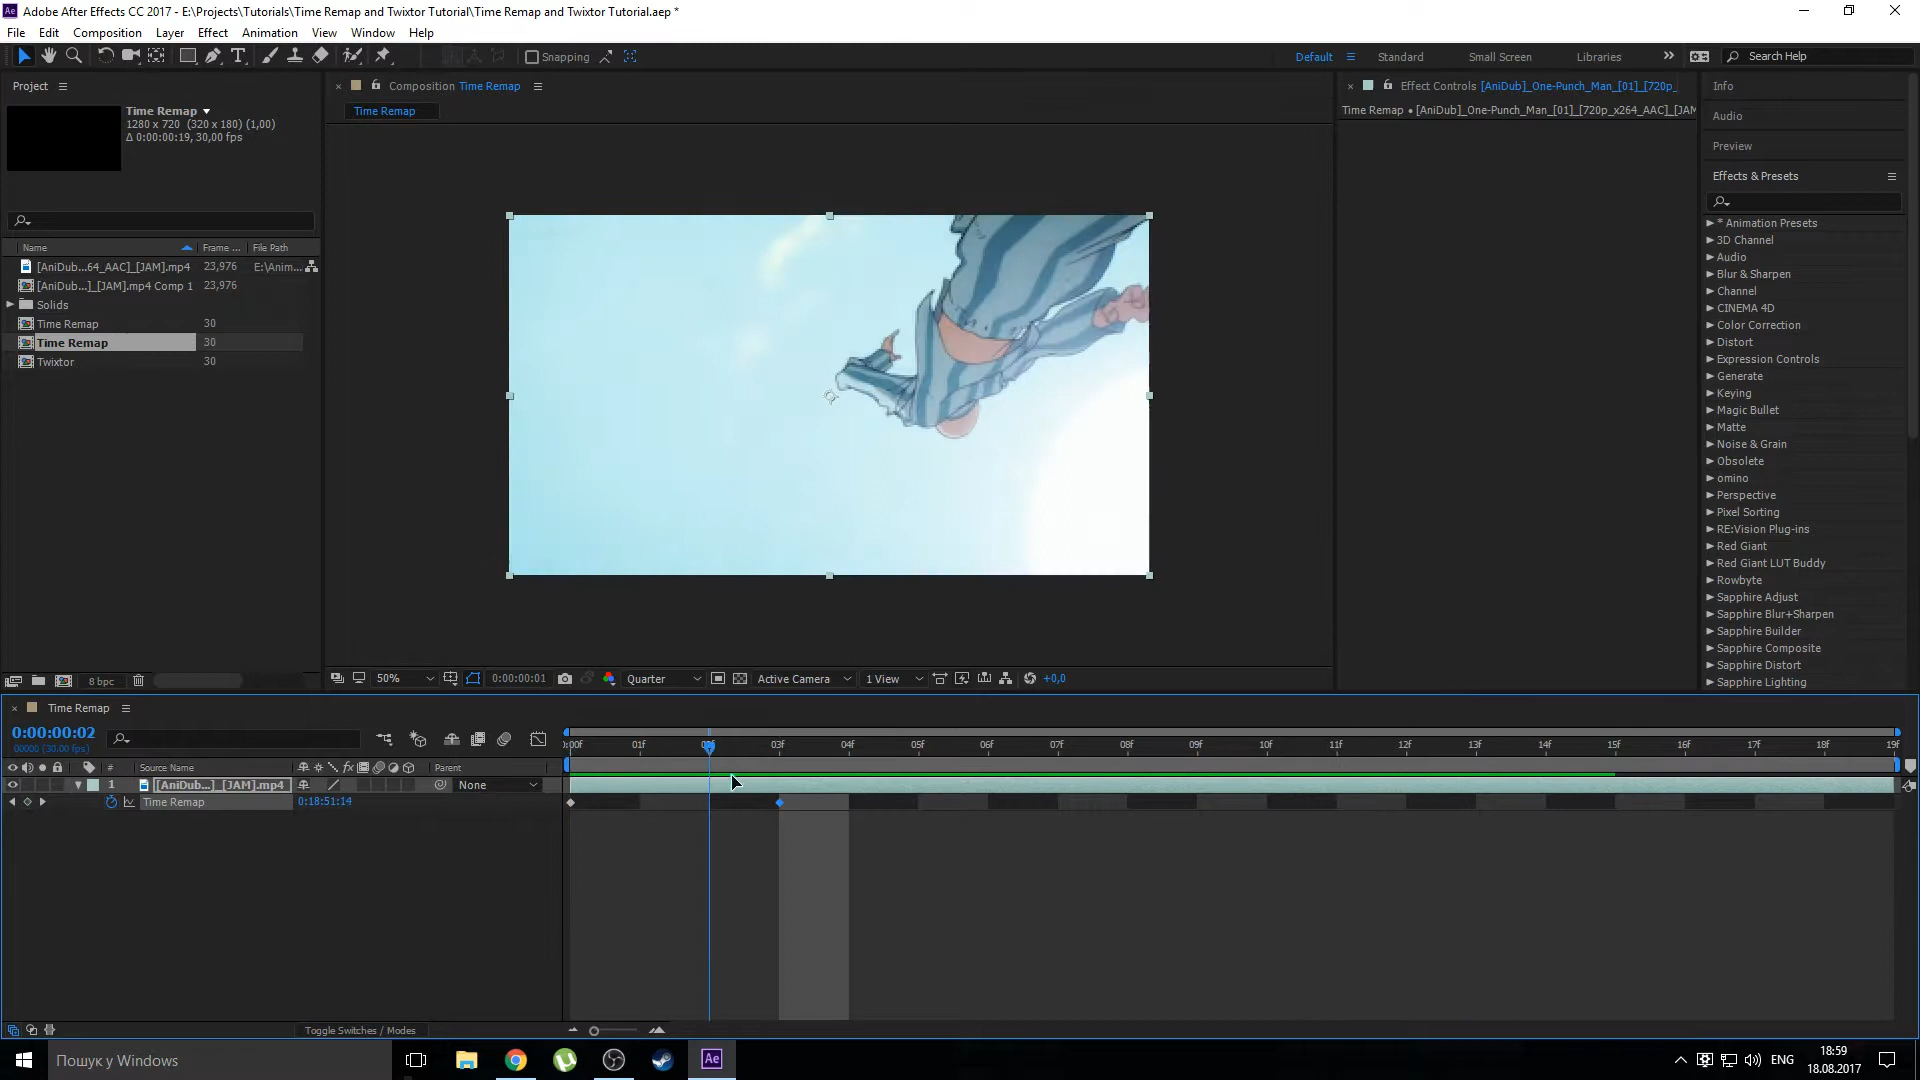 Adobe After Effects CC 2017 - E:\Projects\Tutorials\Time Remap and Twixtor Tutorial\Time Remap and Twixtor Tutorial.aep *
File Edit Composition Layer Effect Animation View Window Help
Snapping
Default Standard Small Screen Libraries Search Help
Project
Time Remap
1280 x 720 (320 x 180) (1,00)
Δ 0:00:00:19, 30,00 fps
Name Frame ... File Path
[AniDub...64_AAC]_[JAM].mp4 23,976 E:\Anim...
[AniDub...]_[JAM].mp4 Comp 1 23,976
Solids
Time Remap 30
Time Remap 30
Twixtor 30
8 bpc
Composition Time Remap
Time Remap
50% 0:00:00:01 Quarter Active Camera 1 View +0,0
Effect Controls [AniDub]_One-Punch_Man_[01]_[720p_
Time Remap • [AniDub]_One-Punch_Man_[01]_[720p_x264_AAC]_[JAM
Info
Audio
Preview
Effects & Presets
* Animation Presets
3D Channel
Audio
Blur & Sharpen
Channel
CINEMA 4D
Color Correction
Distort
Expression Controls
Generate
Keying
Magic Bullet
Matte
Noise & Grain
Obsolete
omino
Perspective
Pixel Sorting
RE:Vision Plug-ins
Red Giant
Red Giant LUT Buddy
Rowbyte
Sapphire Adjust
Sapphire Blur+Sharpen
Sapphire Builder
Sapphire Composite
Sapphire Distort
Sapphire Lighting
Time Remap
0:00:00:02
00000 (30.00 fps)
:00f 01f 02f 03f 04f 05f 06f 07f 08f 09f 10f 11f 12f 13f 14f 15f 16f 17f 18f 19f
# Source Name fx Parent
1 [AniDub...]_[JAM].mp4 None
Time Remap 0:18:51:14
Toggle Switches / Modes
Пошук у Windows
Ae
ENG
18:59
18.08.2017